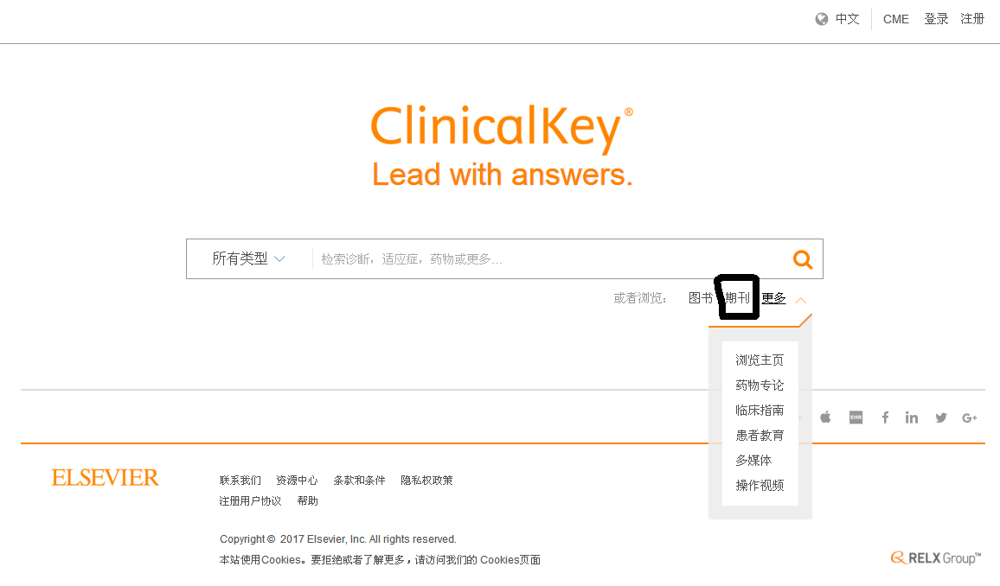 中文 CME 登录 注册
ClinicalKey®
Lead with answers.
所有类型 检索诊断，适应症，药物或更多...
或者浏览： 图书 期刊 更多
浏览主页
药物专论
临床指南
EHR f in G+
患者教育
多媒体
操作视频
ELSEVIER
联系我们 资源中心 条款和条件 隐私权政策
注册用户协议 帮助
Copyright © 2017 Elsevier, Inc. All rights reserved.
本站使用Cookies。要拒绝或者了解更多，请访问我们的 Cookies页面
RELX Group™